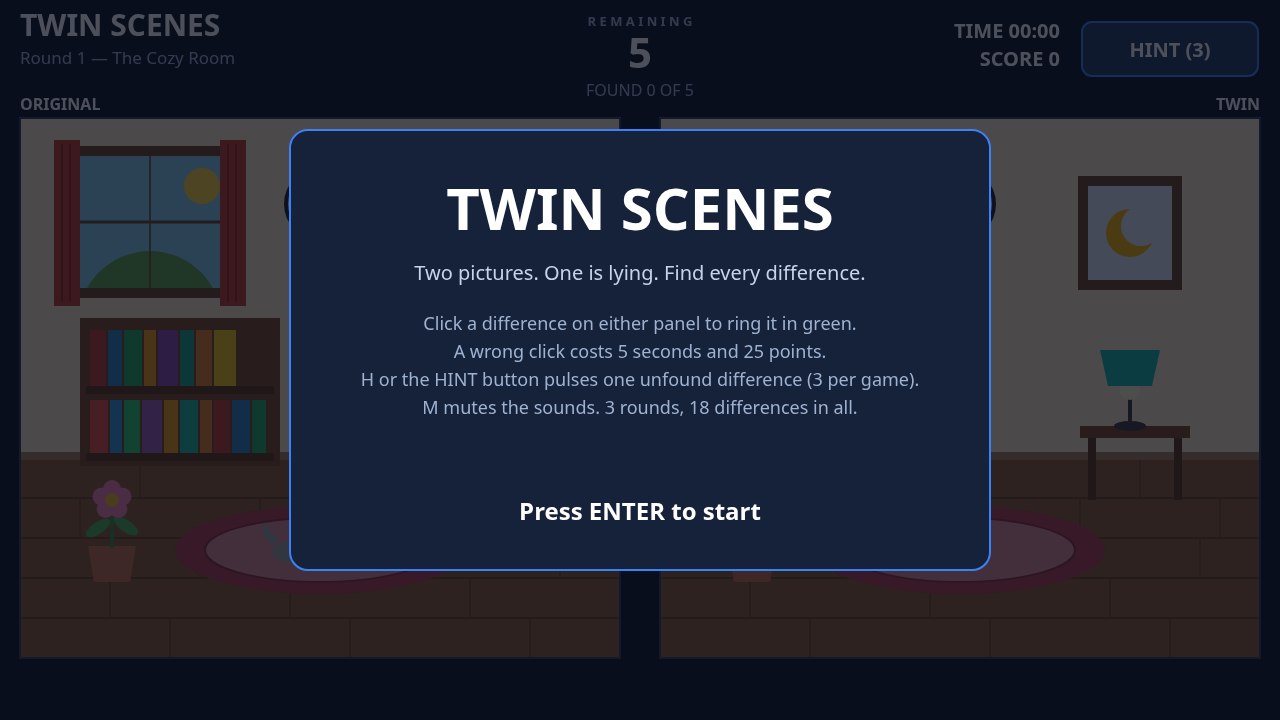 TWIN SCENES
Round 1 — The Cozy Room
REMAINING
5
FOUND 0 OF 5
TIME 00:00
SCORE 0
HINT (3)
ORIGINAL
TWIN
TWIN SCENES
Two pictures. One is lying. Find every difference.
Click a difference on either panel to ring it in green.
A wrong click costs 5 seconds and 25 points.
H or the HINT button pulses one unfound difference (3 per game).
M mutes the sounds. 3 rounds, 18 differences in all.
Press ENTER to start